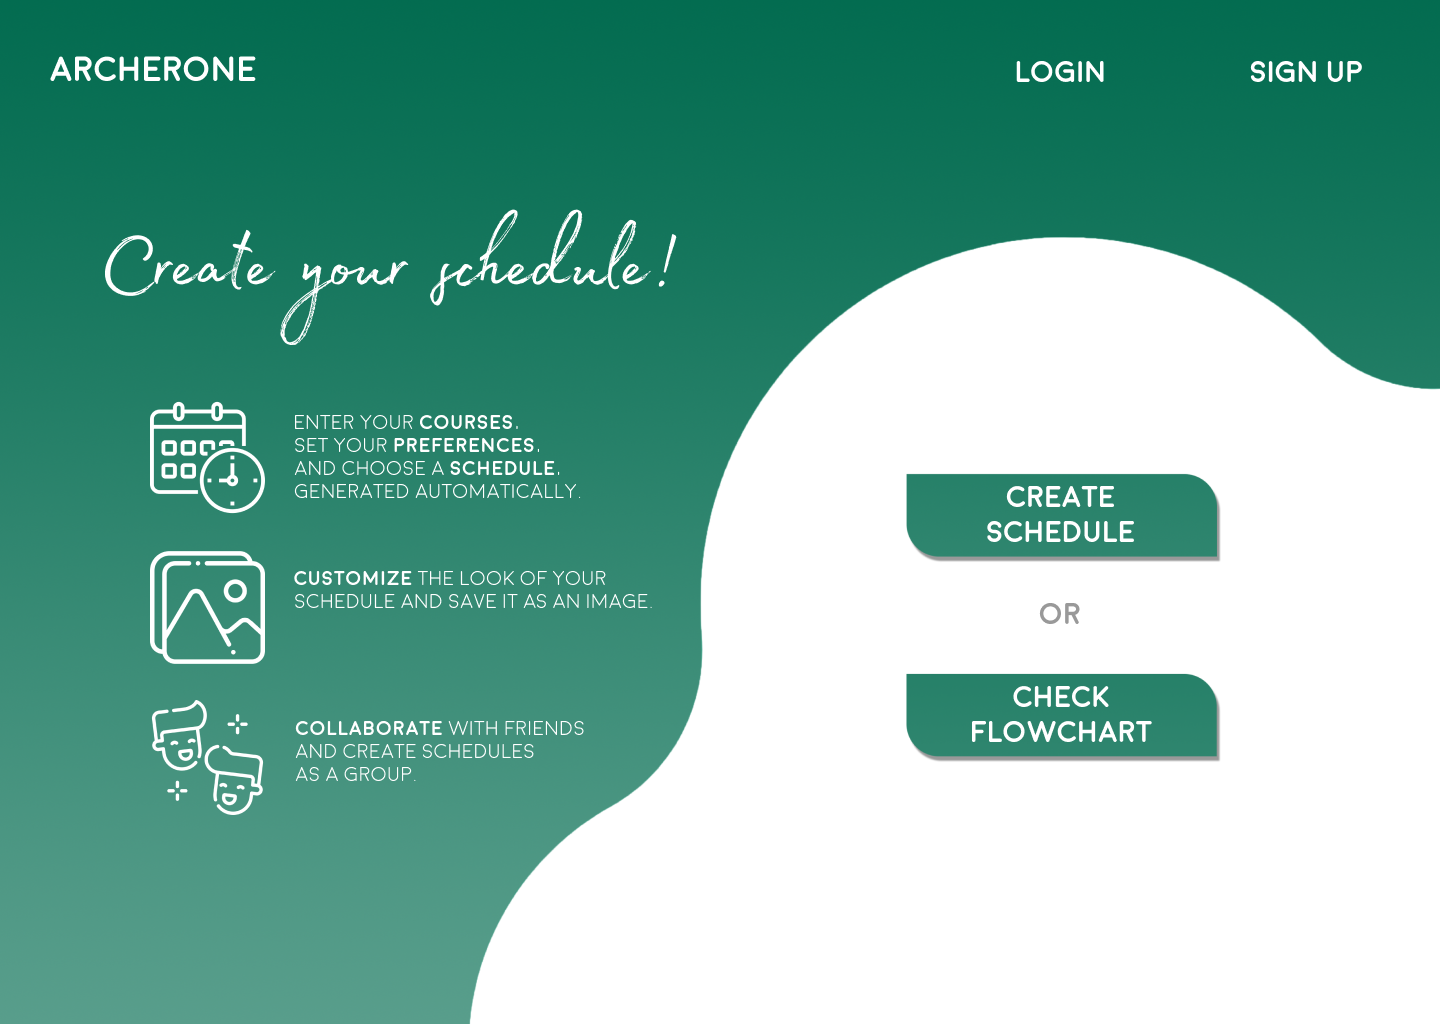 ARCHERONE
LOGIN
SIGN UP
Create your schedule!
ENTER YOUR COURSES,
SET YOUR PREFERENCES,
AND CHOOSE A SCHEDULE,
GENERATED AUTOMATICALLY.
CUSTOMIZE THE LOOK OF YOUR
SCHEDULE AND SAVE IT AS AN IMAGE.
COLLABORATE WITH FRIENDS
AND CREATE SCHEDULES
AS A GROUP.
CREATE
SCHEDULE
OR
CHECK
FLOWCHART